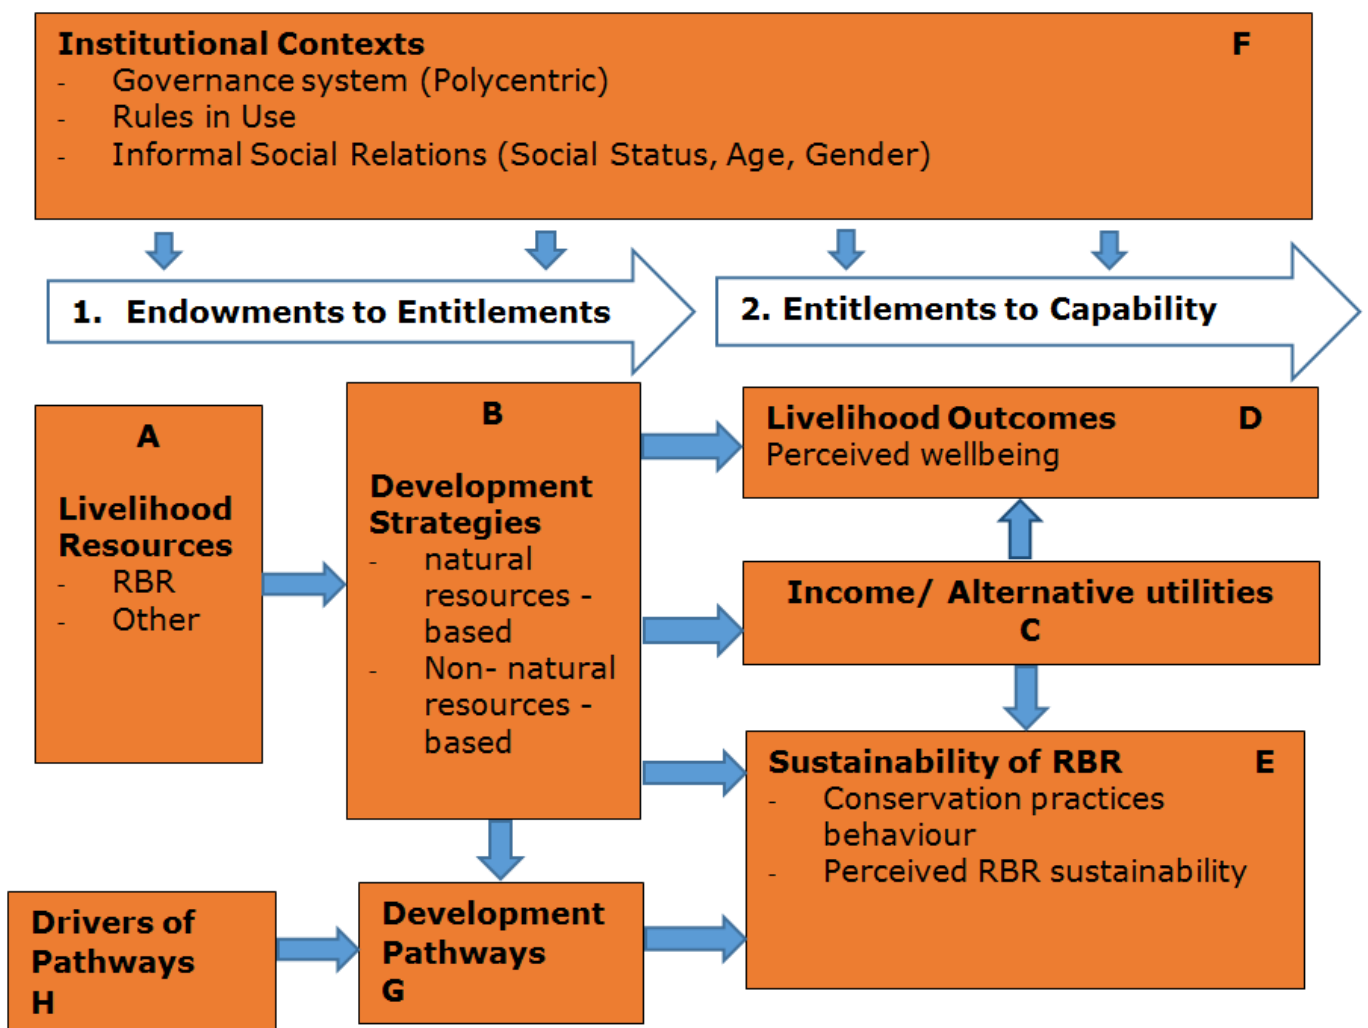 Institutional Contexts F
- Governance system (Polycentric)
- Rules in Use
- Informal Social Relations (Social Status, Age, Gender)
1. Endowments to Entitlements
2. Entitlements to Capability
A
Livelihood
Resources
- RBR
- Other
B
Development
Strategies
- natural
resources -
based
- Non- natural
resources -
based
Livelihood Outcomes D
Perceived wellbeing
Income/ Alternative utilities
C
Sustainability of RBR E
- Conservation practices
behaviour
- Perceived RBR sustainability
Drivers of
Pathways
H
Development
Pathways
G